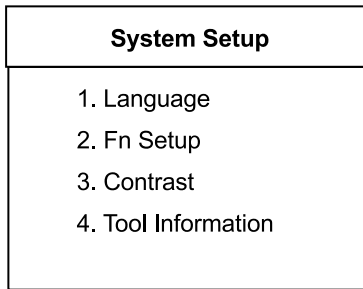 System Setup
1. Language
2. Fn Setup
3. Contrast
4. Tool Information